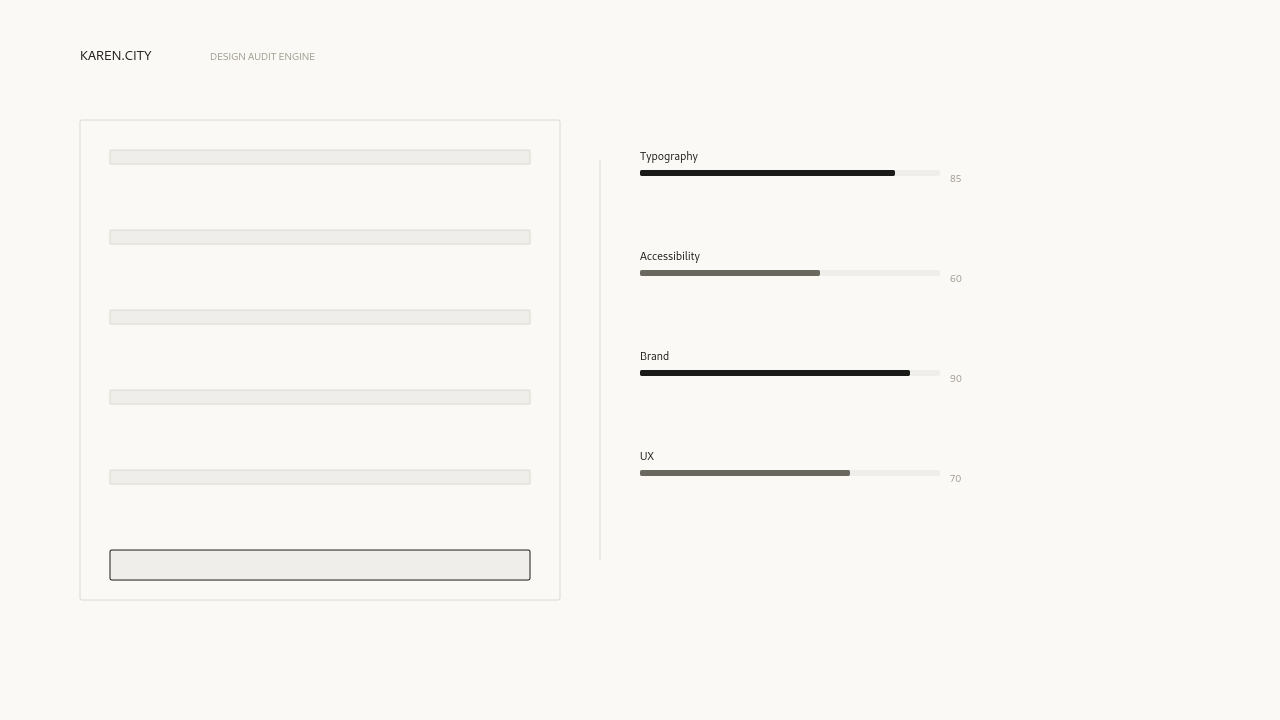 KAREN.CITY DESIGN AUDIT ENGINE
Typography
85
Accessibility
60
Brand
90
UX
70